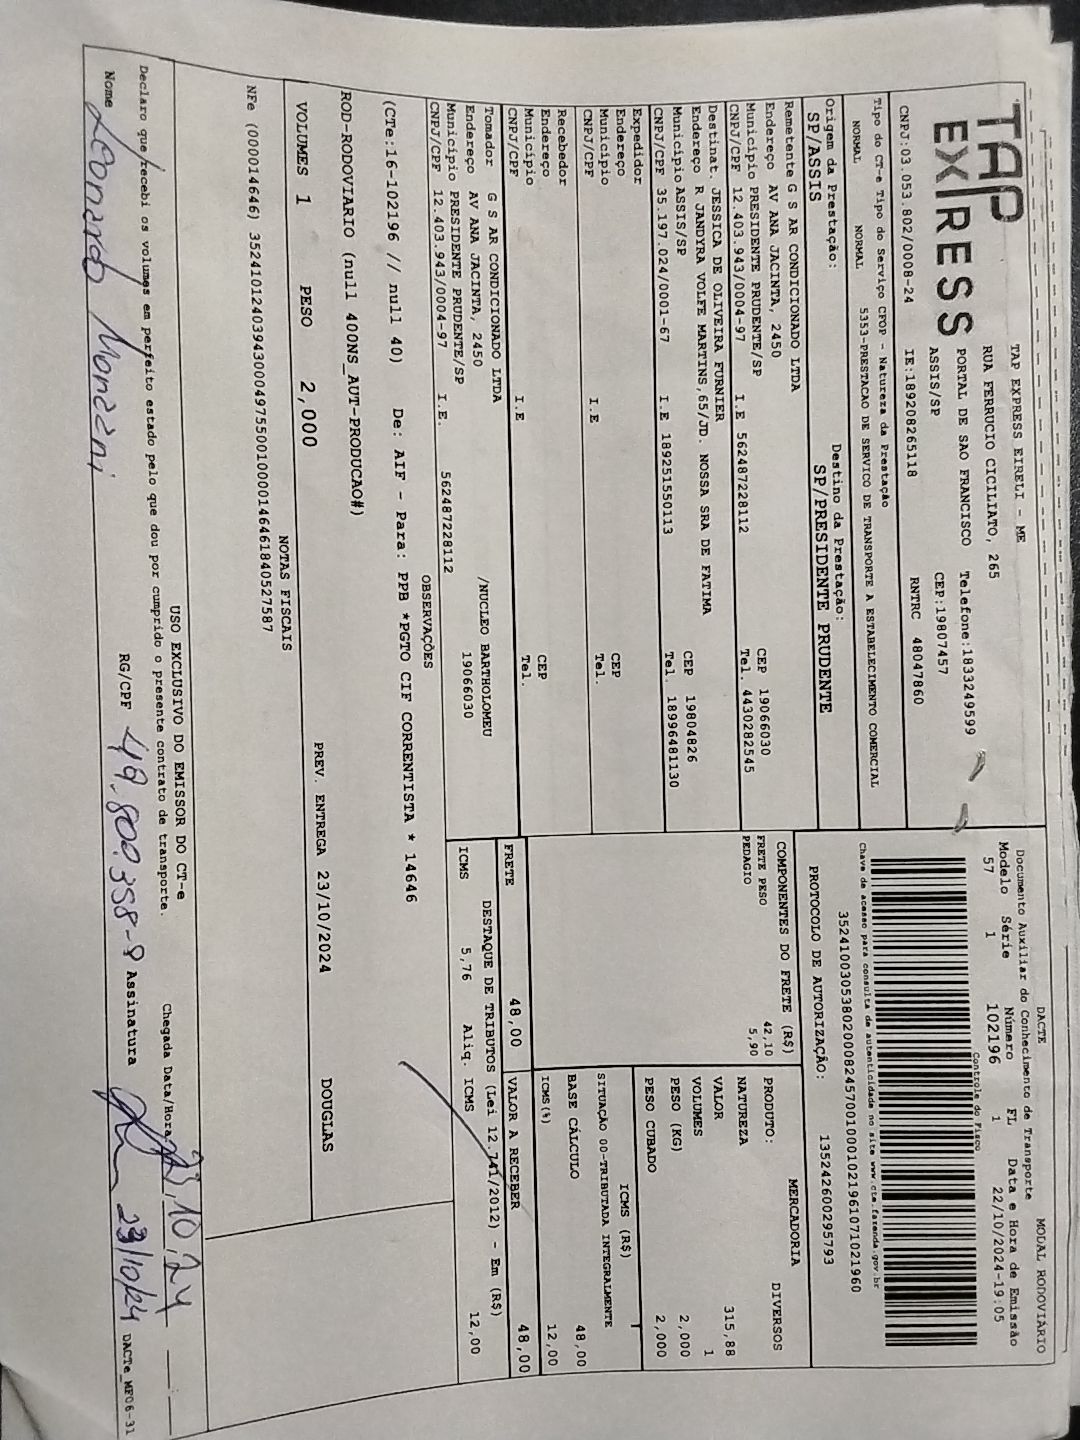 TAP
EXPRESS
TAP EXPRESS EIRELI - ME
RUA FERRUCIO CICILIATO, 265
PORTAL DE SAO FRANCISCO Telefone:1833249599
ASSIS/SP CEP:19807457
CNPJ:03.053.802/0008-24 IE:189208265118 RNTRC 48047860
DACTE MODAL RODOVIARIO
Documento Auxiliar do Conhecimento de Transporte
Modelo Série Número FL Data e Hora de Emissão
57 1 102196 1 22/10/2024-19:05
Controle do Fisco
Chave de acesso para consulta de autenticidade no site www.cte.fazenda.gov.br
35241003053802000824570010001021961071021960
PROTOCOLO DE AUTORIZAÇÃO: 135242600295793
Tipo do CT-e Tipo do Serviço CFOP - Natureza da Prestação
NORMAL NORMAL 5353-PRESTACAO DE SERVICO DE TRANSPORTE A ESTABELECIMENTO COMERCIAL
Origem da Prestação: Destino da Prestação:
SP/ASSIS SP/PRESIDENTE PRUDENTE
Remetente G S AR CONDICIONADO LTDA
Endereço AV ANA JACINTA, 2450 CEP 19066030
Município PRESIDENTE PRUDENTE/SP Tel. 4430282545
CNPJ/CPF 12.403.943/0004-97 I.E 562487228112
Destinat. JESSICA DE OLIVEIRA FURNIER
Endereço R JANDYRA VOLFE MARTINS,65/JD. NOSSA SRA DE FATIMA
Município ASSIS/SP CEP 19804826
CNPJ/CPF 35.197.024/0001-67 I.E 189251550113 Tel. 18996481130
Expedidor
Endereço
Município CEP
CNPJ/CPF I.E Tel.
Recebedor
Endereço
Município CEP
CNPJ/CPF I.E Tel.
Tomador G S AR CONDICIONADO LTDA
Endereço AV ANA JACINTA, 2450 /NUCLEO BARTHOLOMEU
Município PRESIDENTE PRUDENTE/SP 19066030
CNPJ/CPF 12.403.943/0004-97 I.E. 562487228112
COMPONENTES DO FRETE (R$)
FRETE PESO 42,10
PEDAGIO 5,90
MERCADORIA
PRODUTO: DIVERSOS
NATUREZA
VALOR 315,88
VOLUMES 1
PESO (KG) 2,000
PESO CUBADO 2,000
ICMS (R$)
SITUAÇÃO 00-TRIBUTADA INTEGRALMENTE
BASE CÁLCULO 48,00
ICMS(%) 12,00
FRETE 48,00 VALOR A RECEBER 48,00
DESTAQUE DE TRIBUTOS (Lei 12.741/2012) - Em (R$)
ICMS 5,76 Aliq. ICMS 12,00
OBSERVAÇÕES
(CTe:16-102196 // null 40) De: AIF - Para: PPB *PGTO CIF CORRENTISTA * 14646
ROD-RODOVIARIO (null 400NS_AUT-PRODUCAO#)
VOLUMES 1 PESO 2,000 PREV. ENTREGA 23/10/2024 DOUGLAS
NOTAS FISCAIS
NFe (000014646) 35241012403943000497550010000146461840527587
USO EXCLUSIVO DO EMISSOR DO CT-e
Declaro que recebi os volumes em perfeito estado pelo que dou por cumprido o presente contrato de transporte. Chegada Data/Hora 23,10,24
Nome Leonardo Monzani RG/CPF 49.809.358-8 Assinatura 23/10/24 DACTe_MF06-31